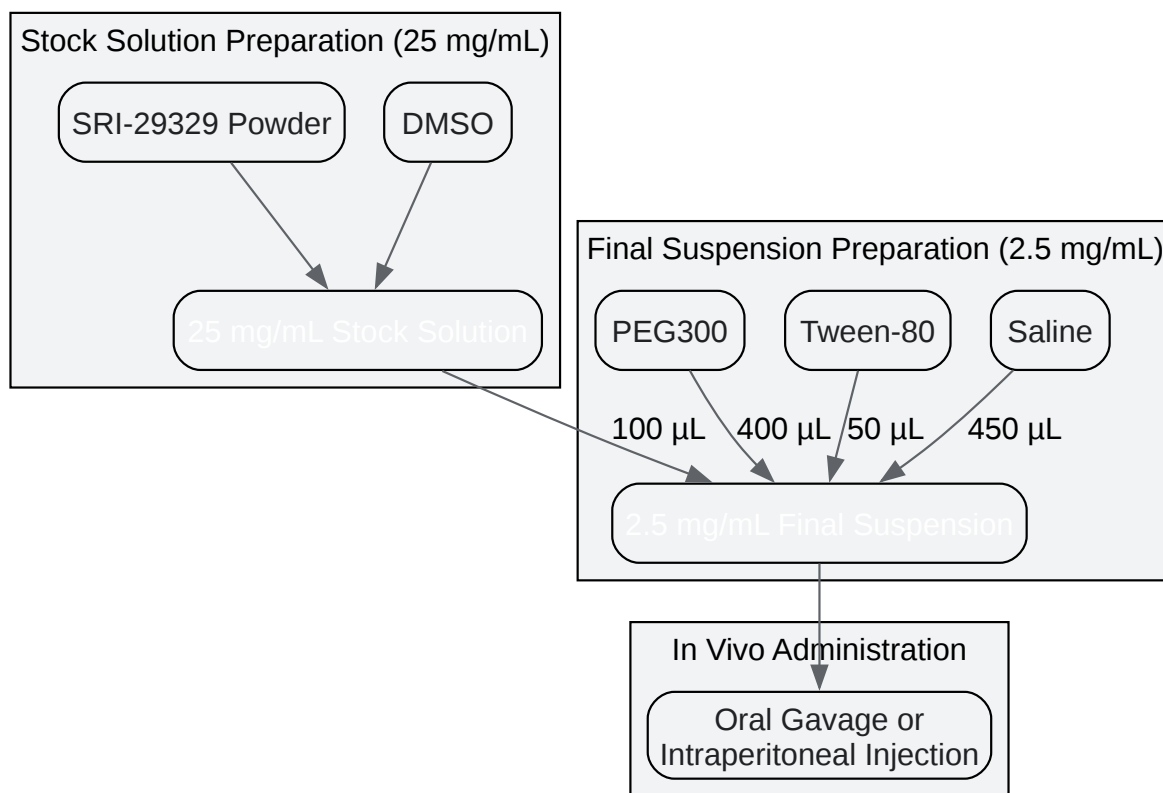 Stock Solution Preparation (25 mg/mL)
SRI-29329 Powder
DMSO
25 mg/mL Stock Solution
Final Suspension Preparation (2.5 mg/mL)
PEG300
Tween-80
Saline
100 µL
400 µL
50 µL
450 µL
2.5 mg/mL Final Suspension
In Vivo Administration
Oral Gavage or
Intraperitoneal Injection